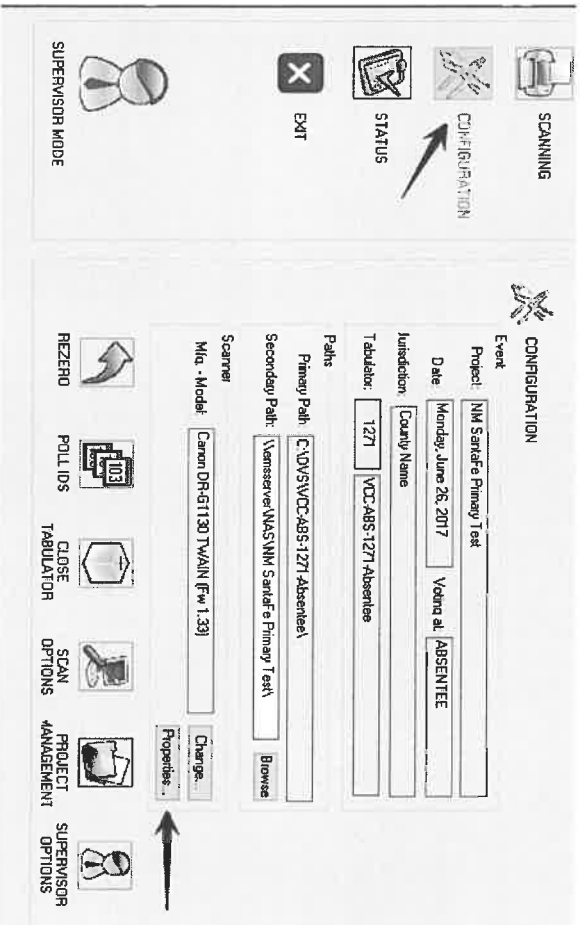 SCANNING
CONFIGURATION
STATUS
EXIT
SUPERVISOR MODE
CONFIGURATION
Event
Project: NM SantaFe Primary Test
Date: Monday, June 26, 2017 Voting at: ABSENTEE
Jurisdiction: County Name
Tabulator: 1271 VCC-ABS-1271-Absentee
Paths
Primary Path: C:\DVS\VCC-ABS-1271-Absentee\
Secondary Path: \\emsserver\NAS\NM SantaFe Primary Test\ Browse
Scanner
Mfg. - Model: Canon DR-G1130 TWAIN (Fw 1.33) Change...
Properties...
REZERO
POLL IDS
103
CLOSE
TABULATOR
SCAN
OPTIONS
PROJECT
MANAGEMENT
SUPERVISOR
OPTIONS